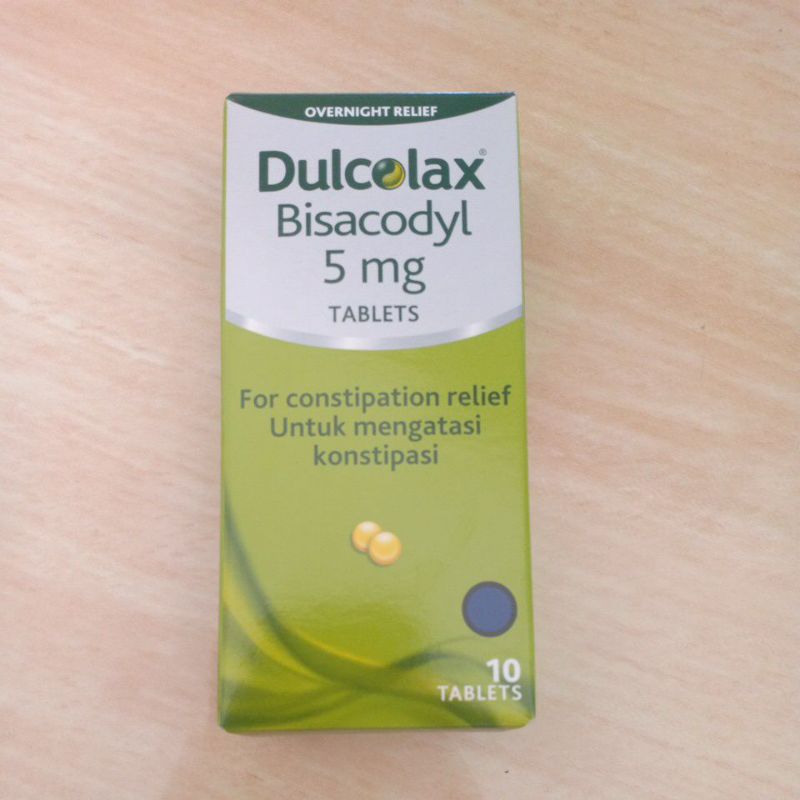 OVERNIGHT RELIEF
Dulcolax®
Bisacodyl
5 mg
TABLETS
For constipation relief
Untuk mengatasi
konstipasi
10
TABLETS